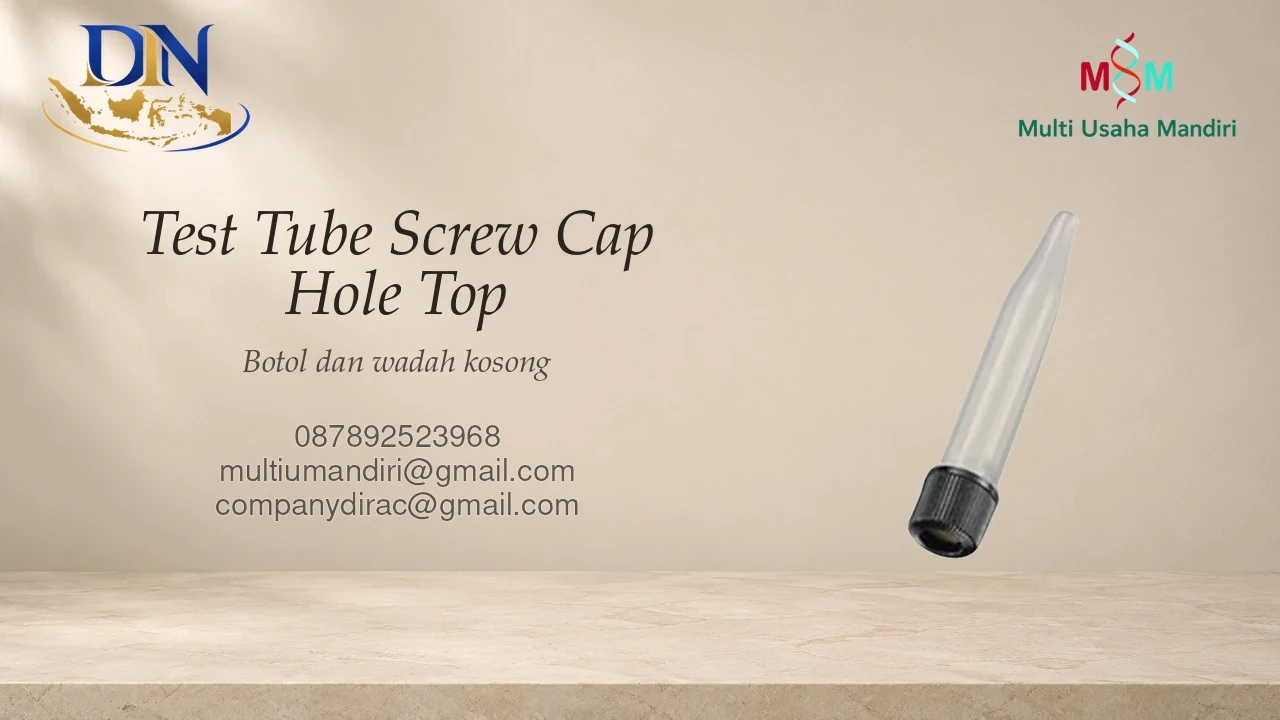 DIN
M M
Multi Usaha Mandiri
Test Tube Screw Cap
Hole Top
Botol dan wadah kosong
087892523968
multiumandiri@gmail.com
companydirac@gmail.com